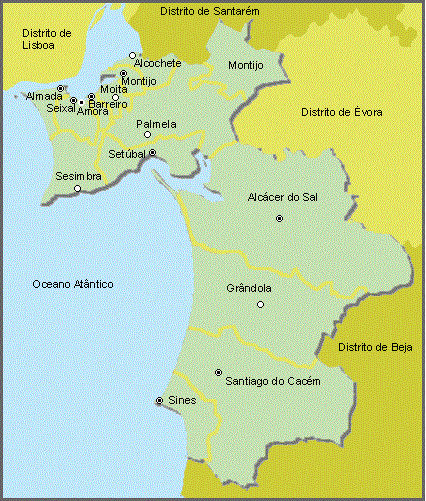 Distrito de Santarém
Distrito de
Lisboa
Alcochete
Montijo
Montijo
Moita
Almada
Barreiro
Seixal
Amora
Distrito de Évora
Palmela
Setúbal
Sesimbra
Alcácer do Sal
Oceano Atântico
Grândola
Distrito de Beja
Santiago do Cacém
Sines